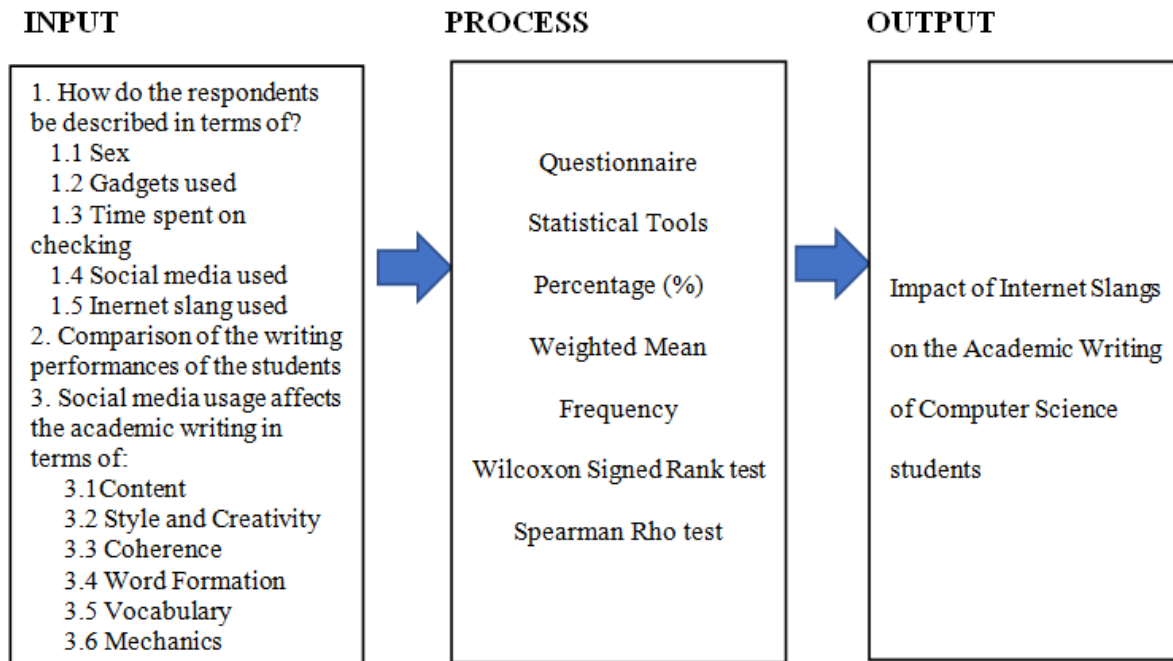 INPUT
1. How do the respondents
be described in terms of?
1.1 Sex
1.2 Gadgets used
1.3 Time spent on
checking
1.4 Social media used
1.5 Inernet slang used
2. Comparison of the writing
performances of the students
3. Social media usage affects
the academic writing in
terms of:
3.1Content
3.2 Style and Creativity
3.3 Coherence
3.4 Word Formation
3.5 Vocabulary
3.6 Mechanics
PROCESS
Questionnaire
Statistical Tools
Percentage (%)
Weighted Mean
Frequency
Wilcoxon Signed Rank test
Spearman Rho test
OUTPUT
Impact of Internet Slangs
on the Academic Writing
of Computer Science
students